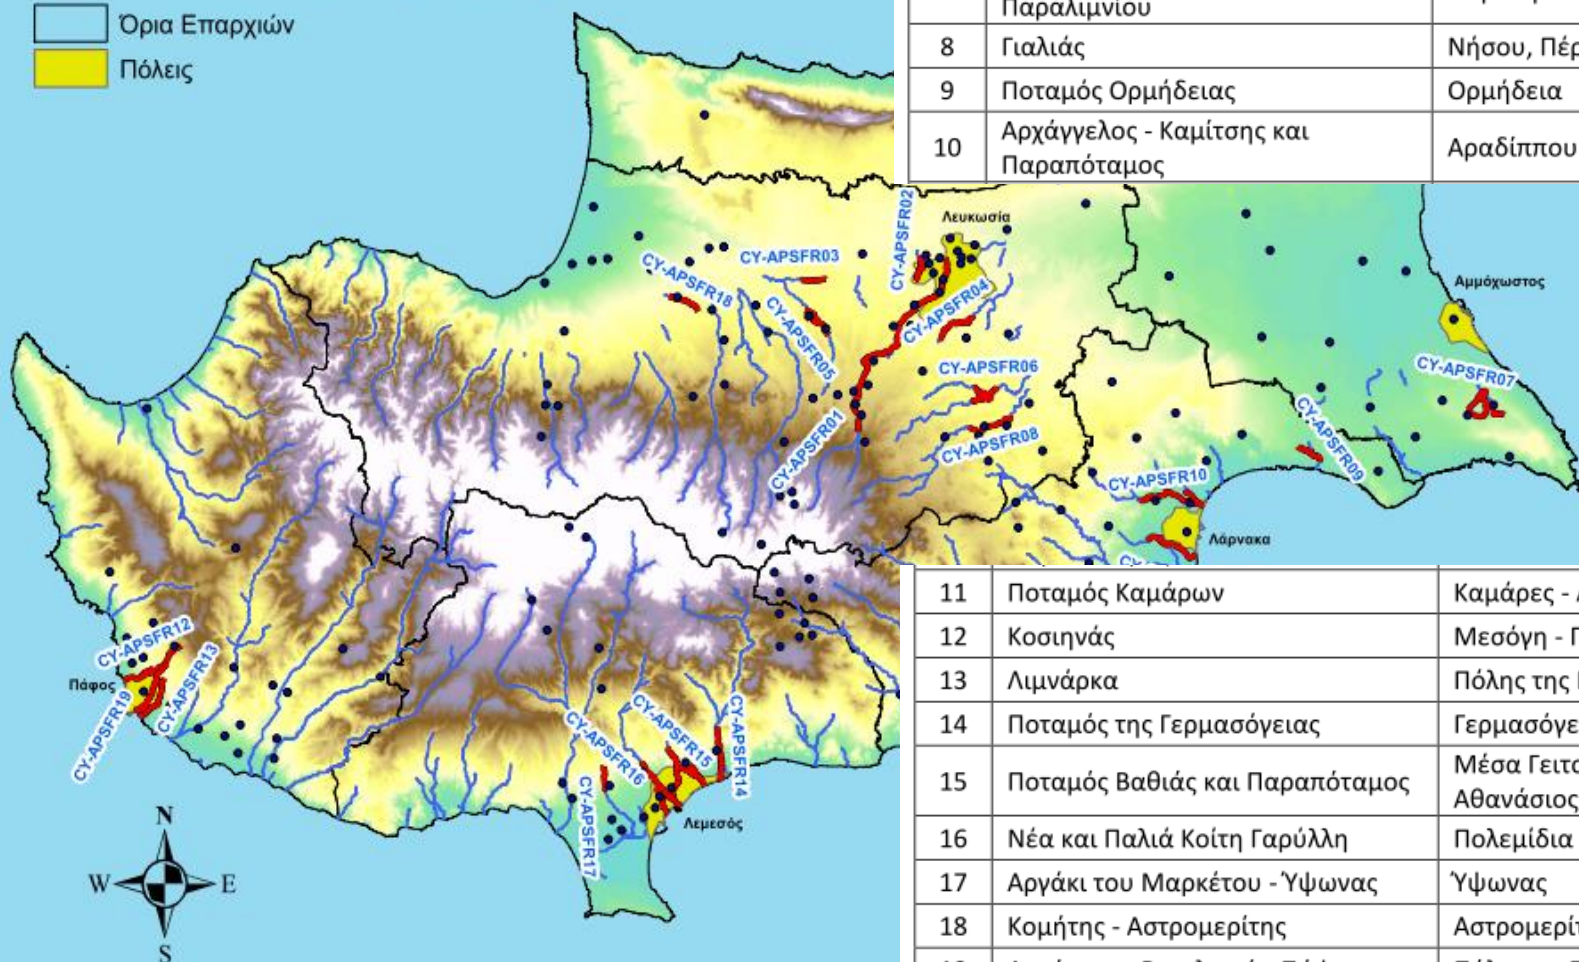 Όρια Επαρχιών
Πόλεις
Παραλιμνίου
8 Γιαλιάς Νήσου, Πέρ
9 Ποταμός Ορμήδειας Ορμήδεια
10 Αρχάγγελος - Καμίτσης και Παραπόταμος Αραδίππου
CY-APSFR02
Λευκωσία
CY-APSFR03
CY-APSFR18
CY-APSFR04
CY-APSFR05
Αμμόχωστος
CY-APSFR06
CY-APSFR07
CY-APSFR01
CY-APSFR08
CY-APSFR09
CY-APSFR10
Λάρνακα
CY-
CY-APSFR12
CY-APSFR13
Πάφος
CY-APSFR19
CY-APSFR16
CY-APSFR15
CY-APSFR14
CY-APSFR17
Λεμεσός
N
W E
S
11 Ποταμός Καμάρων Καμάρες -
12 Κοσιηνάς Μεσόγη -
13 Λιμνάρκα Πόλης της
14 Ποταμός της Γερμασόγειας Γερμασόγε
15 Ποταμός Βαθιάς και Παραπόταμος Μέσα Γειτο
Αθανάσιος
16 Νέα και Παλιά Κοίτη Γαρύλλη Πολεμίδια
17 Αργάκι του Μαρκέτου - Ύψωνας Ύψωνας
18 Κομήτης - Αστρομερίτης Αστρομερίτ